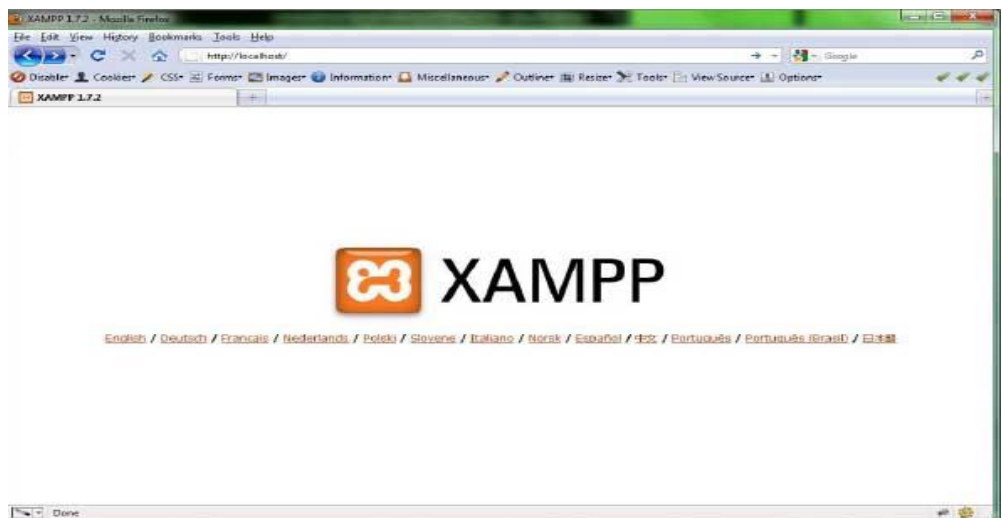 XAMPP 1.7.2 - Mozilla Firefox
File Edit View History Bookmarks Tools Help
http://localhost/ Google
Disable Cookies CSS Forms Images Information Miscellaneous Outline Resize Tools View Source Options
XAMPP 1.7.2
XAMPP
English / Deutsch / Francais / Nederlands / Polski / Slovene / Italiano / Norsk / Español / 中文 / Português / Português (Brasil) / 日本語
Done